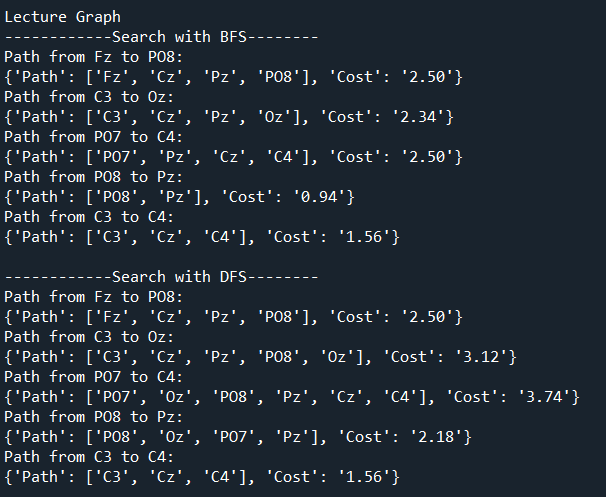 Lecture Graph
------------Search with BFS--------
Path from Fz to PO8:
{'Path': ['Fz', 'Cz', 'Pz', 'PO8'], 'Cost': '2.50'}
Path from C3 to Oz:
{'Path': ['C3', 'Cz', 'Pz', 'Oz'], 'Cost': '2.34'}
Path from PO7 to C4:
{'Path': ['PO7', 'Pz', 'Cz', 'C4'], 'Cost': '2.50'}
Path from PO8 to Pz:
{'Path': ['PO8', 'Pz'], 'Cost': '0.94'}
Path from C3 to C4:
{'Path': ['C3', 'Cz', 'C4'], 'Cost': '1.56'}
------------Search with DFS--------
Path from Fz to PO8:
{'Path': ['Fz', 'Cz', 'Pz', 'PO8'], 'Cost': '2.50'}
Path from C3 to Oz:
{'Path': ['C3', 'Cz', 'Pz', 'PO8', 'Oz'], 'Cost': '3.12'}
Path from PO7 to C4:
{'Path': ['PO7', 'Oz', 'PO8', 'Pz', 'Cz', 'C4'], 'Cost': '3.74'}
Path from PO8 to Pz:
{'Path': ['PO8', 'Oz', 'PO7', 'Pz'], 'Cost': '2.18'}
Path from C3 to C4:
{'Path': ['C3', 'Cz', 'C4'], 'Cost': '1.56'}